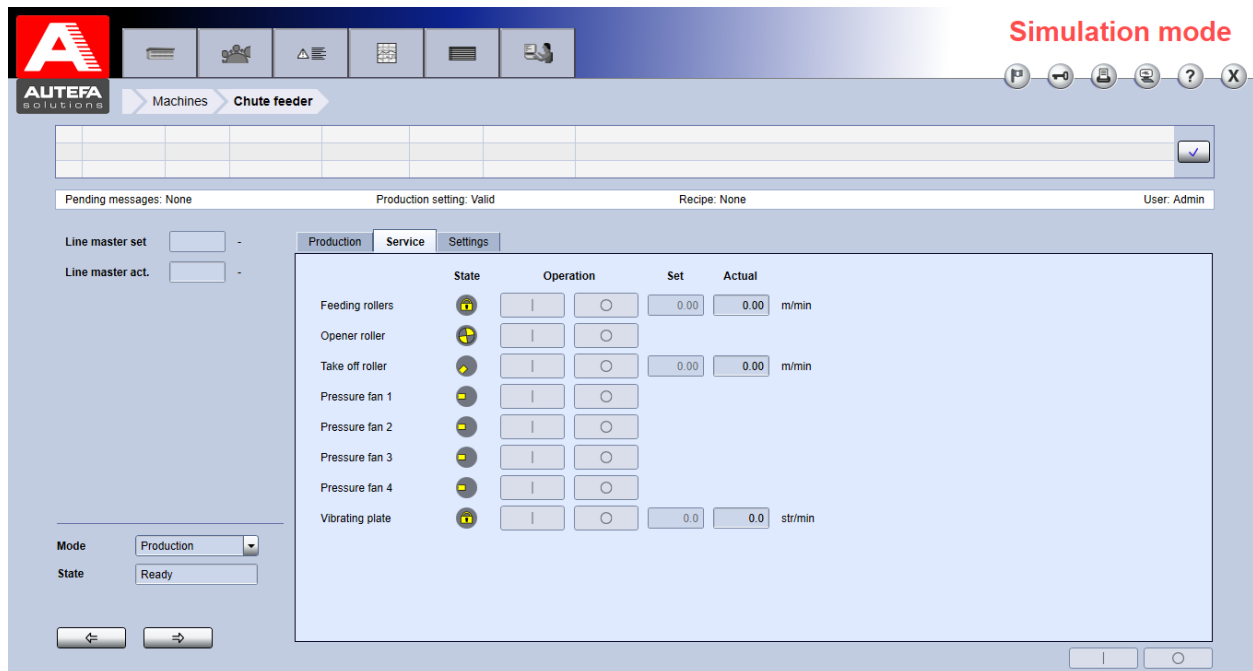 Simulation mode
AUTEFA
solutions
Machines
Chute feeder
? X
Pending messages: None
Production setting: Valid
Recipe: None
User: Admin
Line master set -
Line master act. -
Production
Service
Settings
State Operation Set Actual
Feeding rollers 0.00 0.00 m/min
Opener roller
Take off roller 0.00 0.00 m/min
Pressure fan 1
Pressure fan 2
Pressure fan 3
Pressure fan 4
Vibrating plate 0.0 0.0 str/min
Mode Production
State Ready